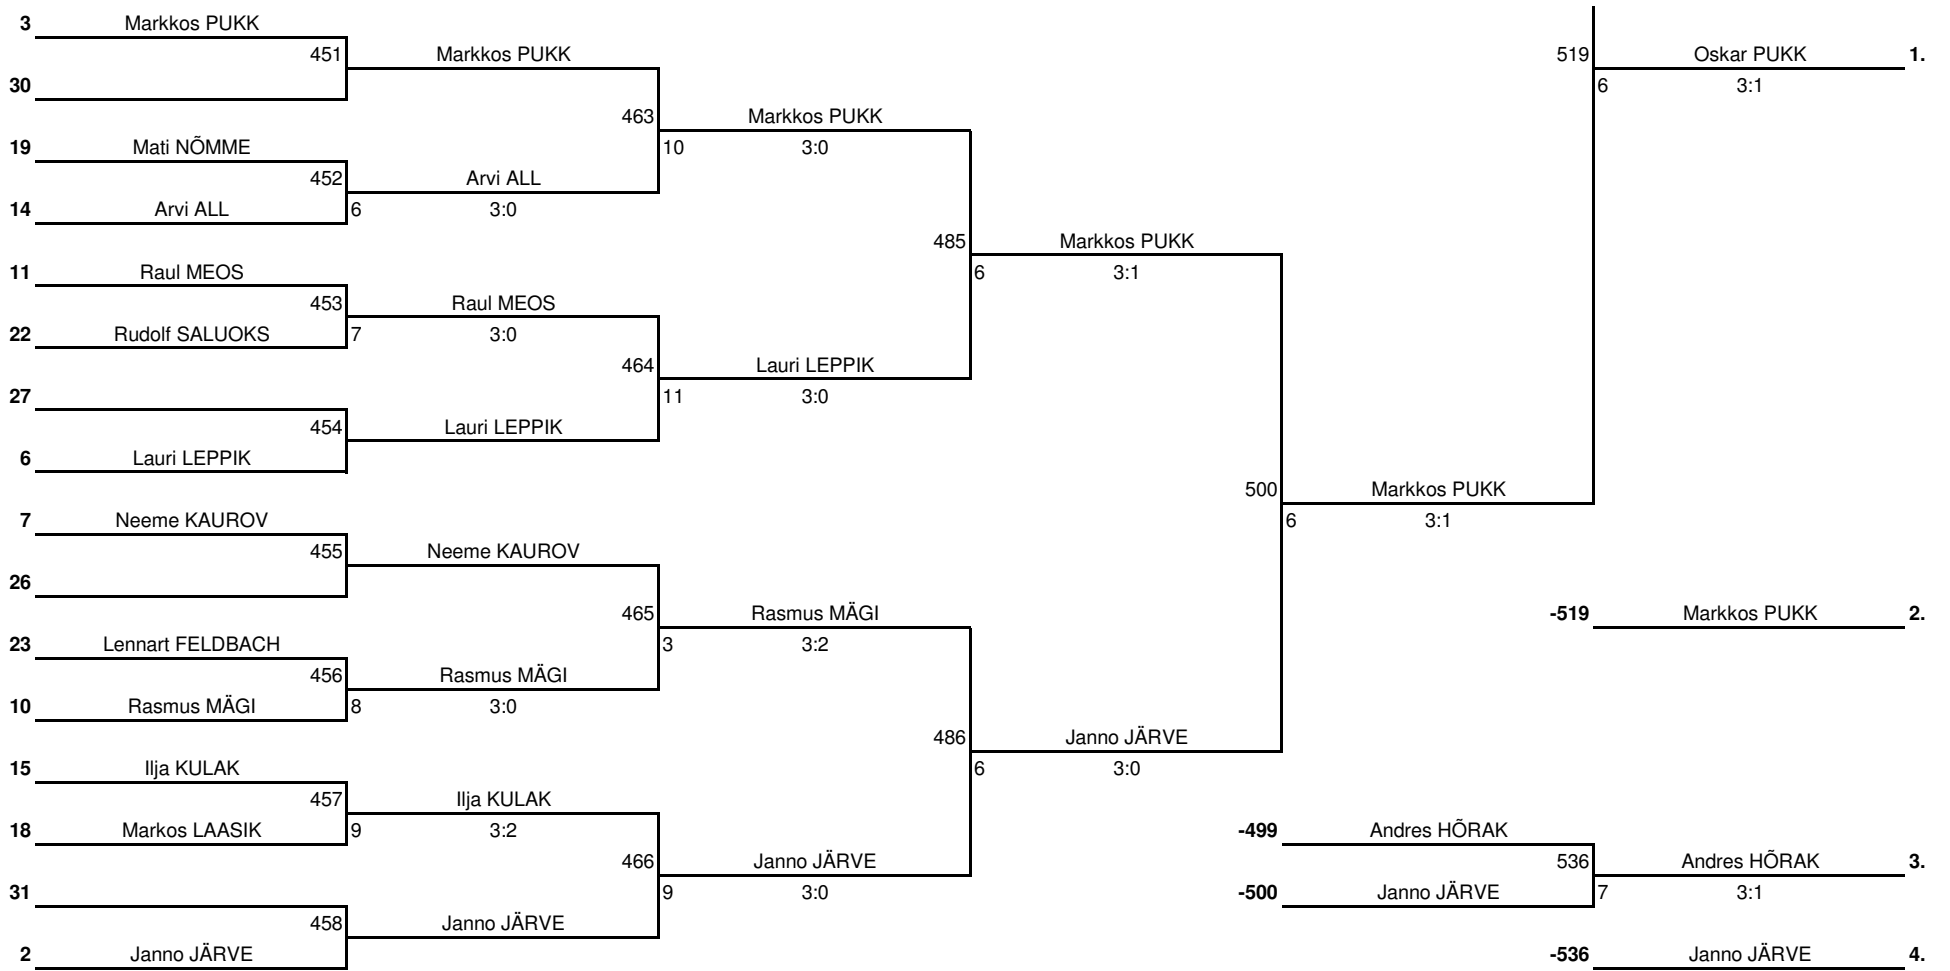 3 Markkos PUKK
451 Markkos PUKK 519 Oskar PUKK 1.
30 6 3:1
463 Markkos PUKK
19 Mati NÕMME 10 3:0
452 Arvi ALL
14 Arvi ALL 6 3:0
485 Markkos PUKK
11 Raul MEOS 6 3:1
453 Raul MEOS
22 Rudolf SALUOKS 7 3:0
464 Lauri LEPPIK
27 11 3:0
454 Lauri LEPPIK
6 Lauri LEPPIK
500 Markkos PUKK
7 Neeme KAUROV 6 3:1
455 Neeme KAUROV
26
465 Rasmus MÄGI -519 Markkos PUKK 2.
23 Lennart FELDBACH 3 3:2
456 Rasmus MÄGI
10 Rasmus MÄGI 8 3:0
486 Janno JÄRVE
15 Ilja KULAK 6 3:0
457 Ilja KULAK
18 Markos LAASIK 9 3:2 -499 Andres HÕRAK
466 Janno JÄRVE 536 Andres HÕRAK 3.
31 9 3:0 -500 Janno JÄRVE 7 3:1
458 Janno JÄRVE
2 Janno JÄRVE -536 Janno JÄRVE 4.